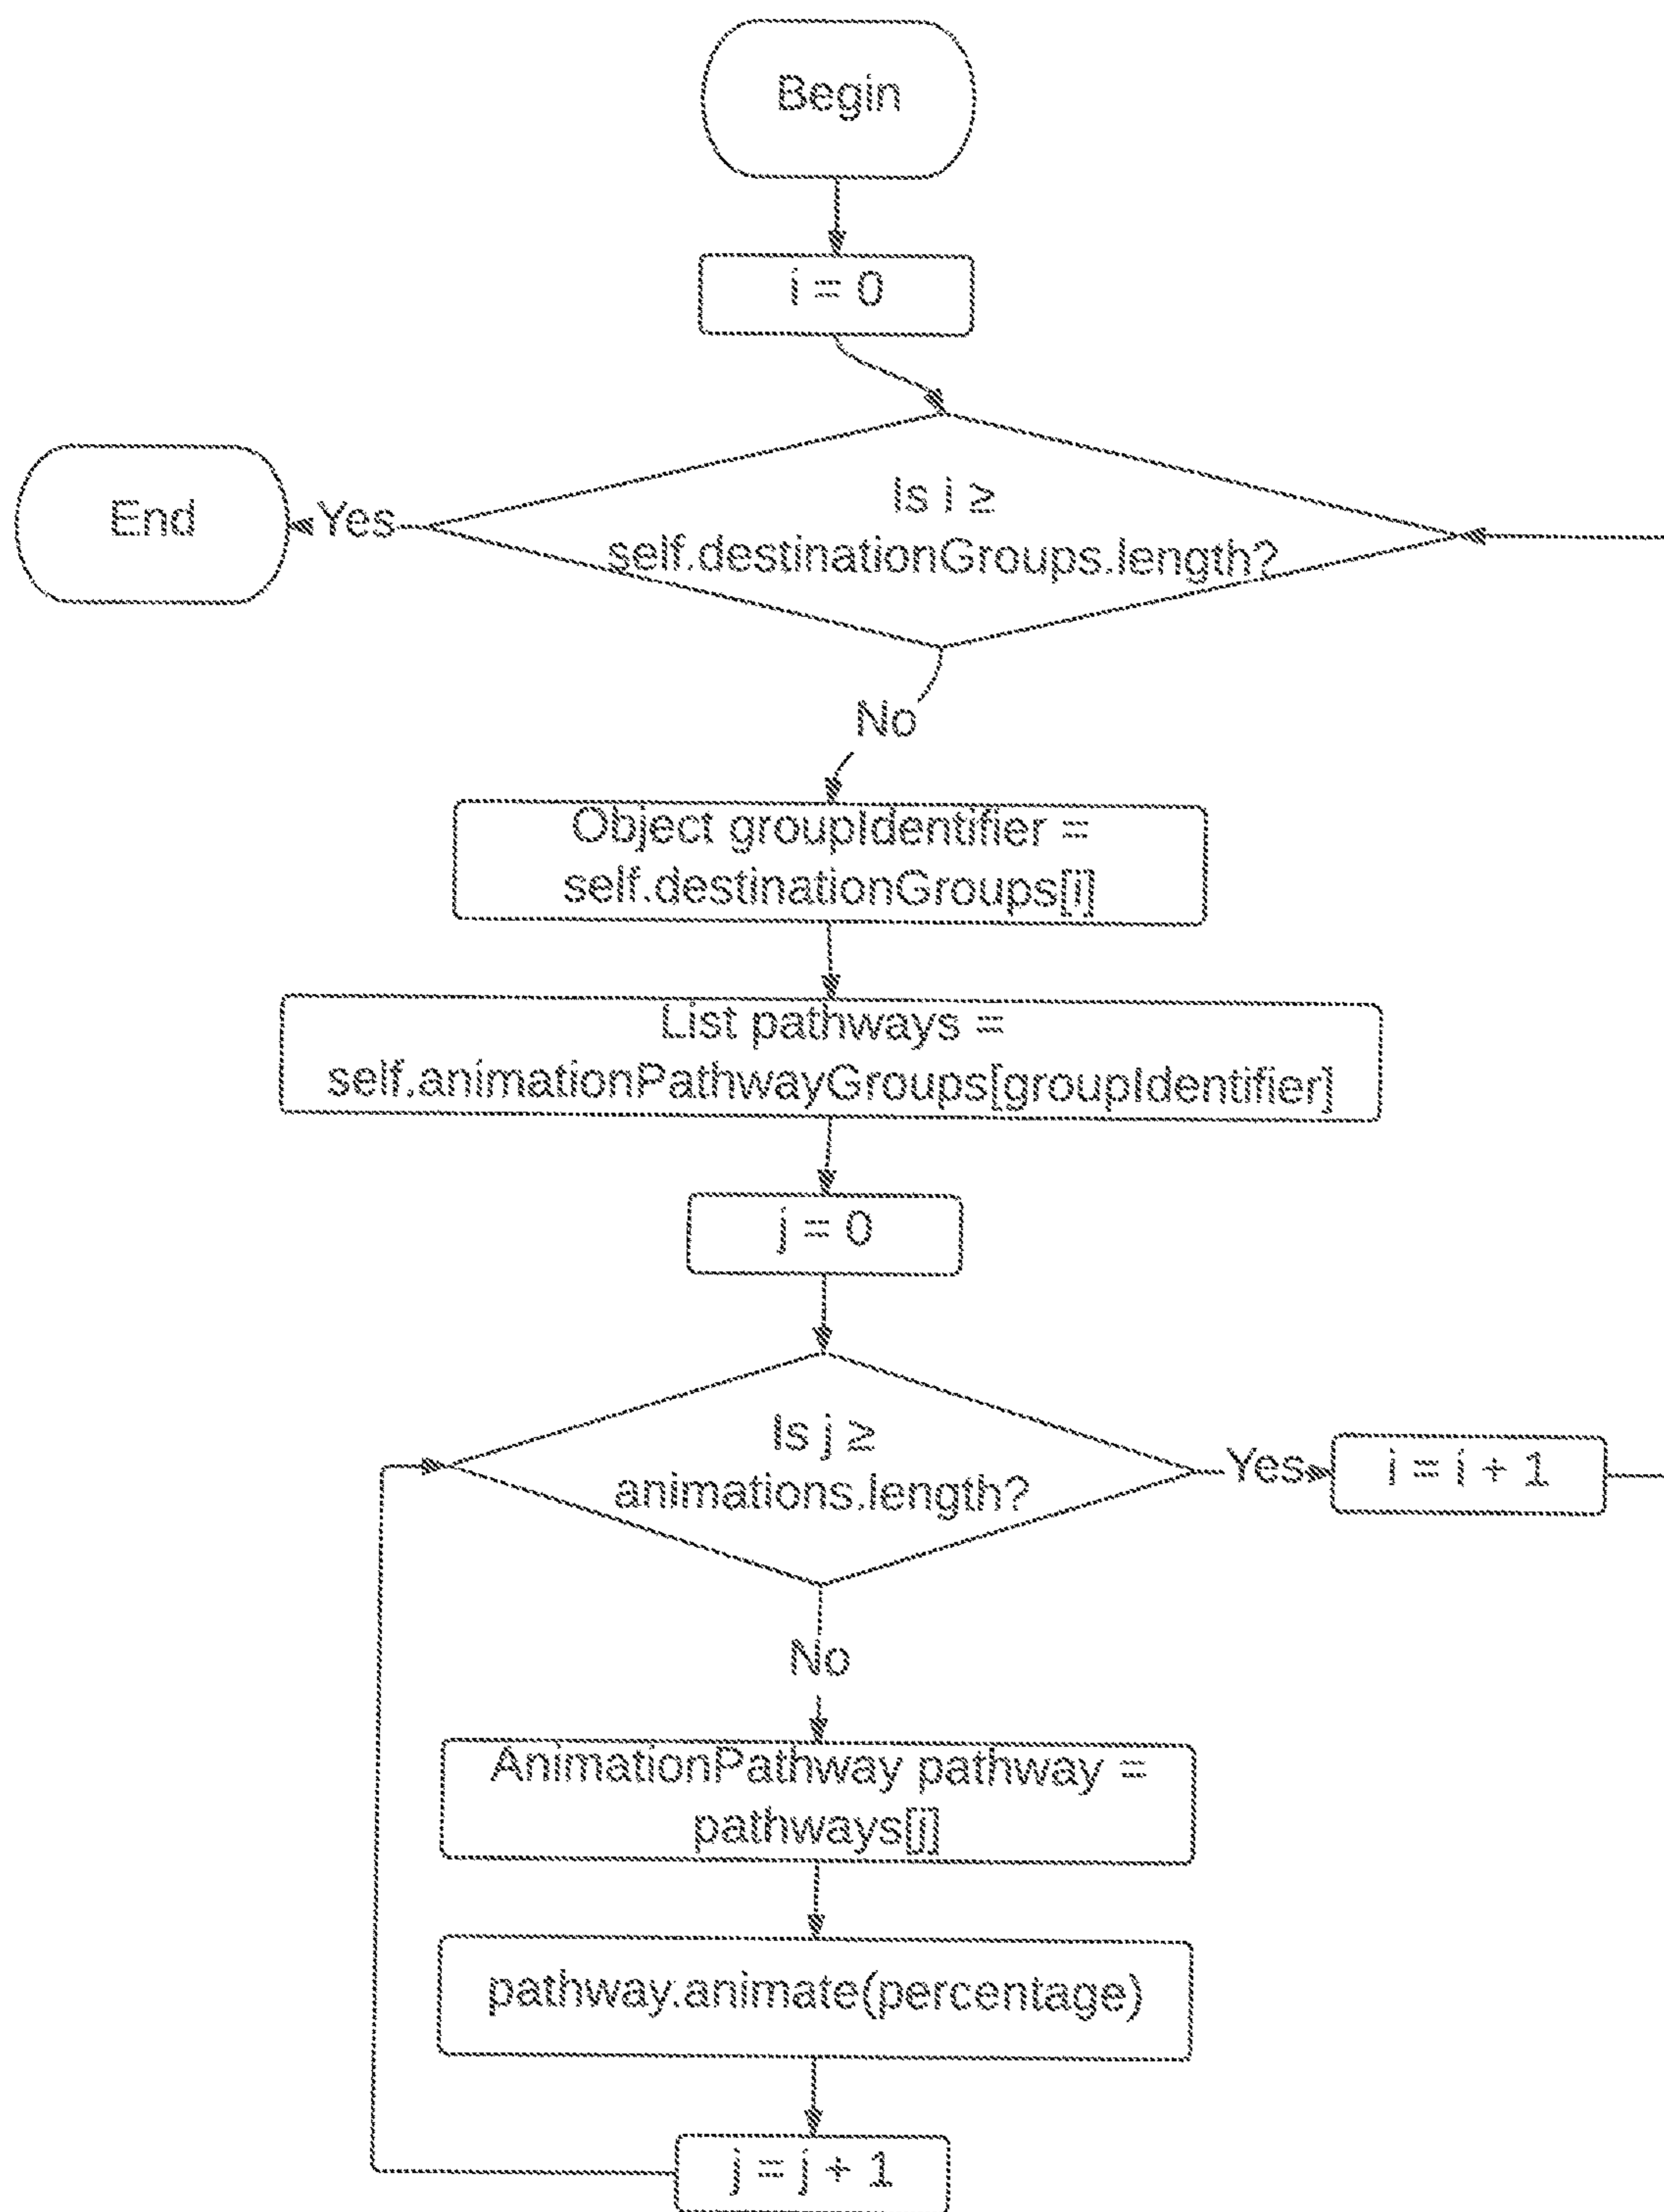 Begin
i = 0
Is i ≥
self.destinationGroups.length?
Yes
End
No
Object groupIdentifier =
self.destinationGroups[i]
List pathways =
self.animationPathwayGroups[groupIdentifier]
j = 0
Is j ≥
animations.length?
Yes
i = i + 1
No
AnimationPathway pathway =
pathways[j]
pathway.animate(percentage)
j = j + 1